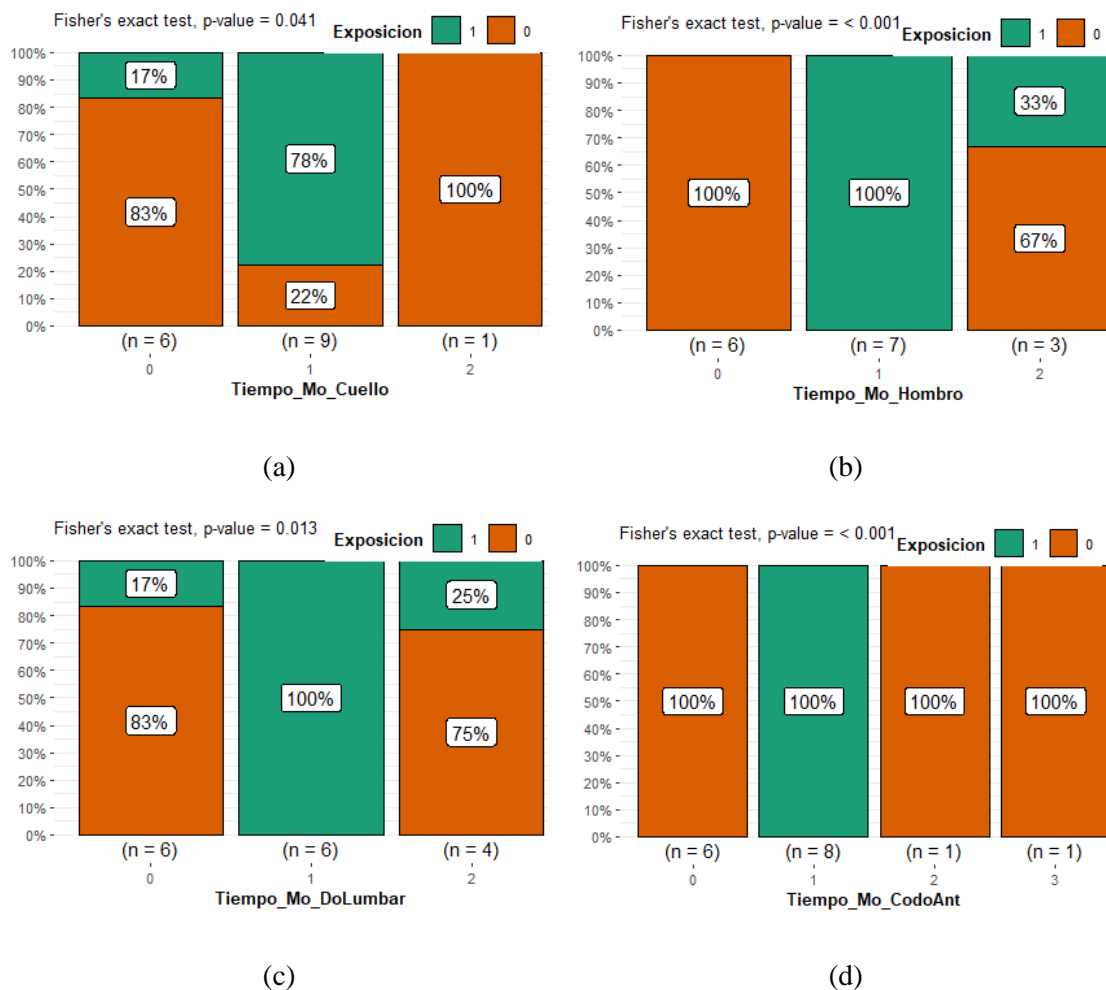 Fisher's exact test, p-value = 0.041
Exposicion 1 0
100%
90%
80%
70%
60%
50%
40%
30%
20%
10%
0%
17%
83%
78%
22%
100%
(n = 6) (n = 9) (n = 1)
0 1 2
Tiempo_Mo_Cuello
(a)
Fisher's exact test, p-value = < 0.001
Exposicion 1 0
100%
90%
80%
70%
60%
50%
40%
30%
20%
10%
0%
100%
100%
33%
67%
(n = 6) (n = 7) (n = 3)
0 1 2
Tiempo_Mo_Hombro
(b)
Fisher's exact test, p-value = 0.013
Exposicion 1 0
100%
90%
80%
70%
60%
50%
40%
30%
20%
10%
0%
17%
83%
100%
25%
75%
(n = 6) (n = 6) (n = 4)
0 1 2
Tiempo_Mo_DoLumbar
(c)
Fisher's exact test, p-value = < 0.001
Exposicion 1 0
100%
90%
80%
70%
60%
50%
40%
30%
20%
10%
0%
100% 100% 100% 100%
(n = 6) (n = 8) (n = 1) (n = 1)
0 1 2 3
Tiempo_Mo_CodoAnt
(d)